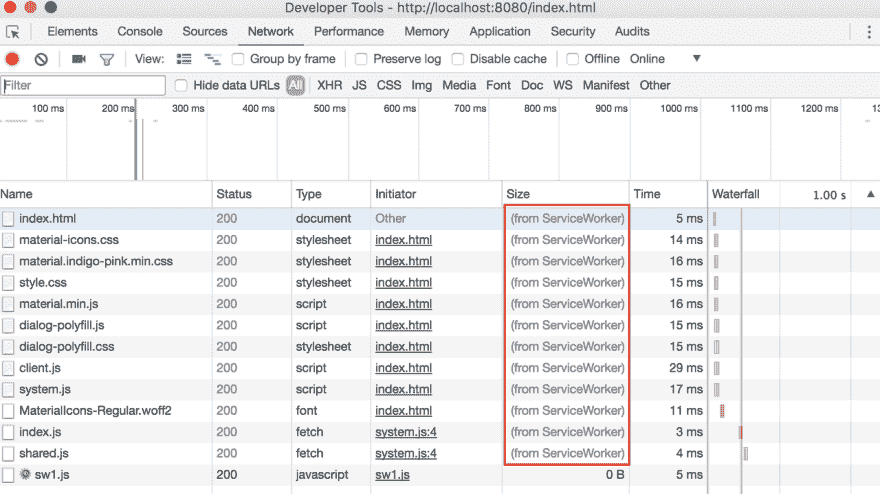 Developer Tools - http://localhost:8080/index.html
Elements Console Sources Network Performance Memory Application Security Audits
View: Group by frame Preserve log Disable cache Offline Online
Filter Hide data URLs All XHR JS CSS Img Media Font Doc WS Manifest Other
100 ms 200 ms 300 ms 400 ms 500 ms 600 ms 700 ms 800 ms 900 ms 1000 ms 1100 ms 1200 ms
Name Status Type Initiator Size Time Waterfall 1.00 s
index.html 200 document Other (from ServiceWorker) 5 ms
material-icons.css 200 stylesheet index.html (from ServiceWorker) 14 ms
material.indigo-pink.min.css 200 stylesheet index.html (from ServiceWorker) 16 ms
style.css 200 stylesheet index.html (from ServiceWorker) 15 ms
material.min.js 200 script index.html (from ServiceWorker) 16 ms
dialog-polyfill.js 200 script index.html (from ServiceWorker) 15 ms
dialog-polyfill.css 200 stylesheet index.html (from ServiceWorker) 15 ms
client.js 200 script index.html (from ServiceWorker) 29 ms
system.js 200 script index.html (from ServiceWorker) 17 ms
MaterialIcons-Regular.woff2 200 font index.html (from ServiceWorker) 11 ms
index.js 200 fetch system.js:4 (from ServiceWorker) 3 ms
shared.js 200 fetch system.js:4 (from ServiceWorker) 4 ms
sw1.js 200 javascript sw1.js 0 B 5 ms